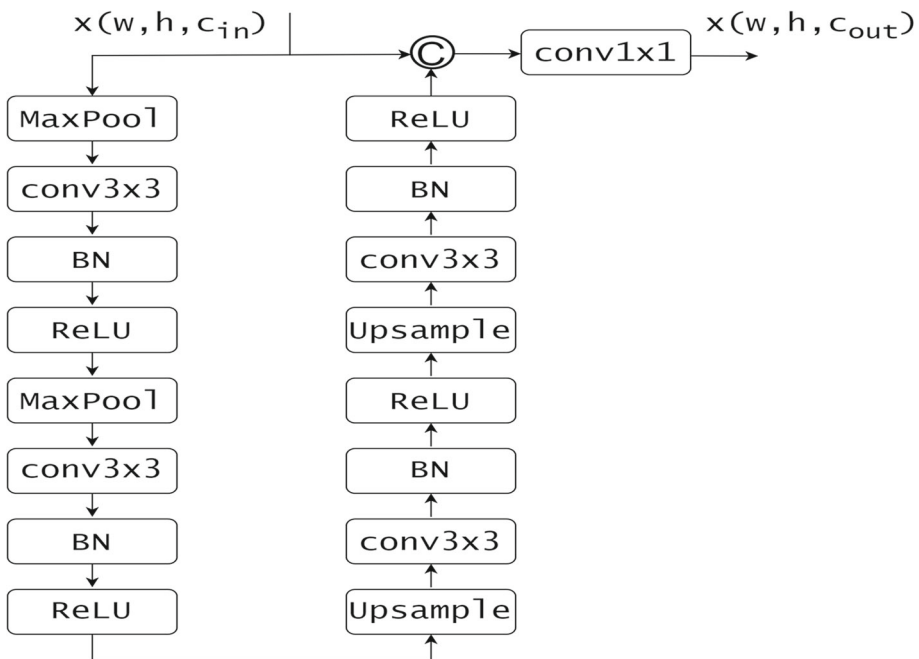 x(w,h,c_in)
MaxPool
conv3x3
BN
ReLU
MaxPool
conv3x3
BN
ReLU
Upsample
conv3x3
BN
ReLU
Upsample
conv3x3
BN
ReLU
C
conv1x1
x(w,h,c_out)